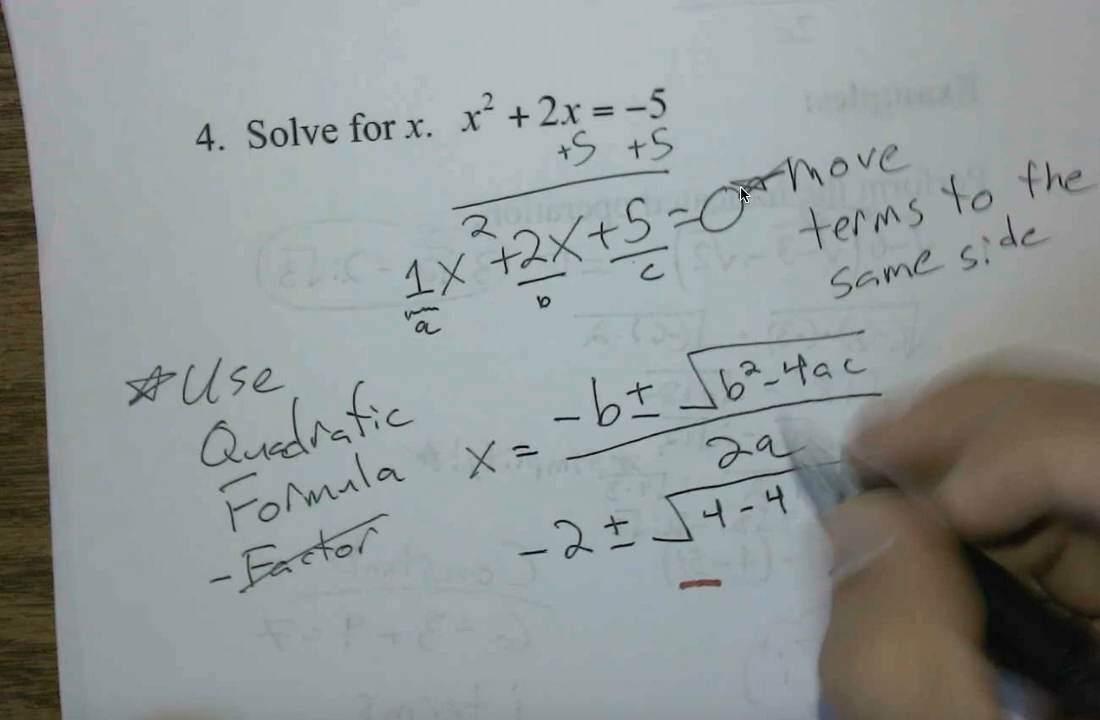 4. Solve for x. x² + 2x = −5
+5 +5
1x² + 2x + 5 = 0
a b c
move
terms to the
same side
☆ Use
Quadratic
Formula
- Factor
x = −b ± √b² − 4ac
2a
−2 ± √4 − 4